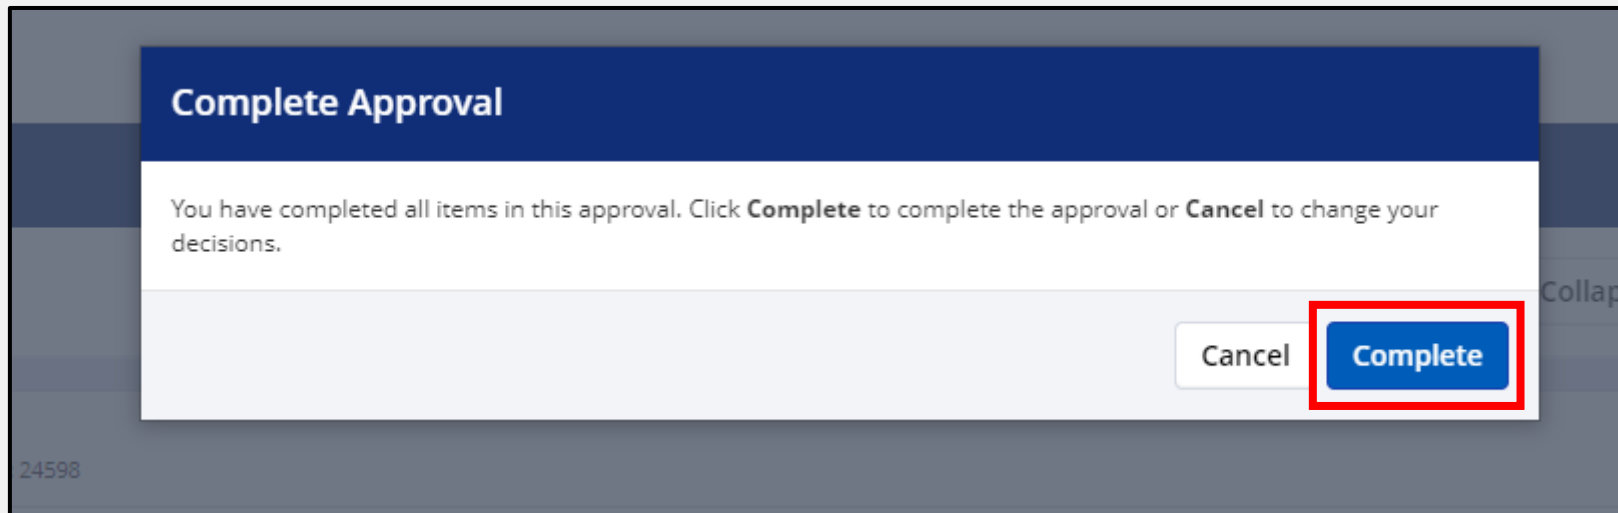 Complete Approval
You have completed all items in this approval. Click Complete to complete the approval or Cancel to change your
decisions.
Collap
Cancel
Complete
24598